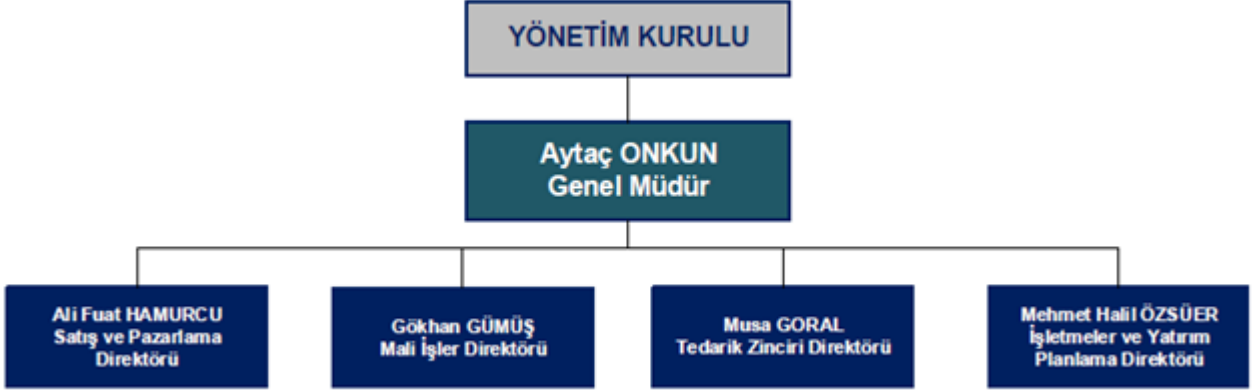 YÖNETİM KURULU
Aytaç ONKUN
Genel Müdür
Ali Fuat HAMURCU
Satış ve Pazarlama
Direktörü
Gökhan GÜMÜŞ
Mali İşler Direktörü
Musa GORAL
Tedarik Zinciri Direktörü
Mehmet Halil ÖZSÜER
İşletmeler ve Yatırım
Planlama Direktörü